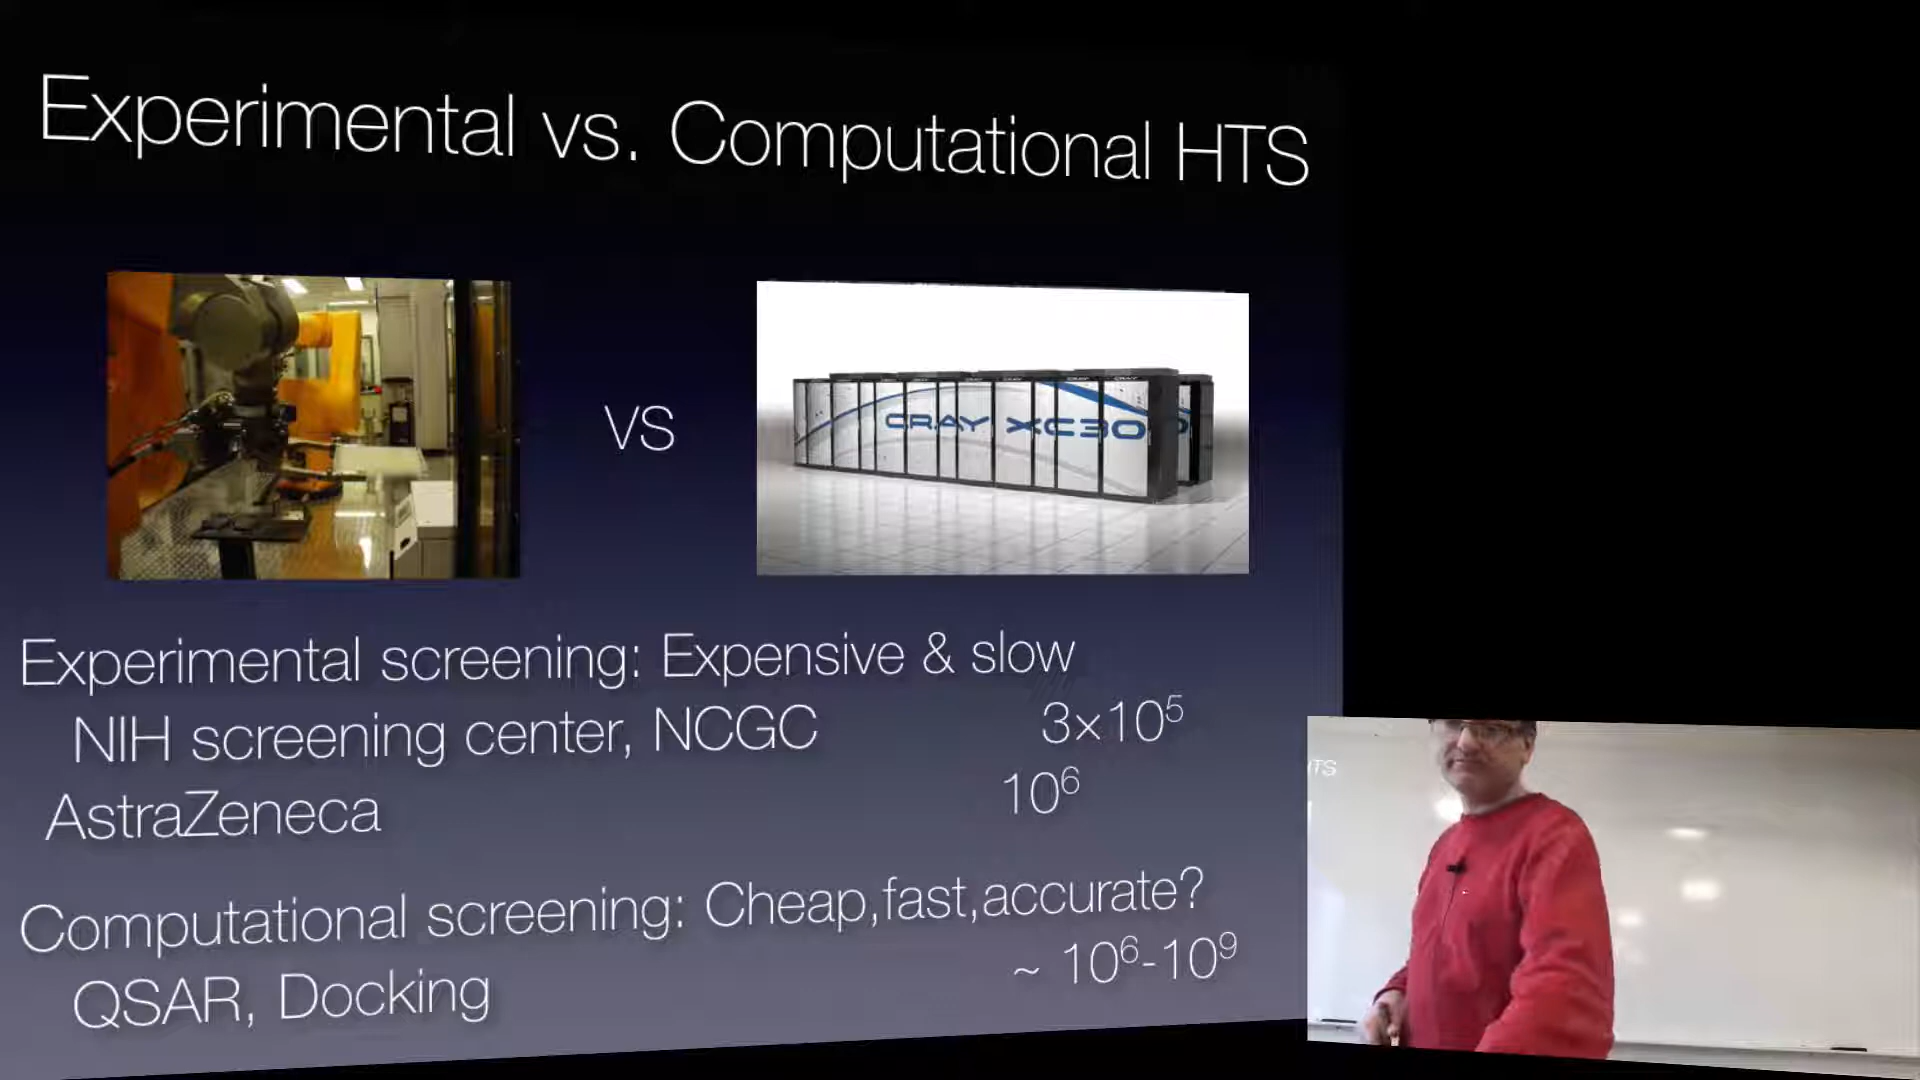 Experimental vs. Computational HTS
VS
CRAY XC30
Experimental screening: Expensive & slow
NIH screening center, NCGC 3×10⁵
AstraZeneca 10⁶
Computational screening: Cheap,fast,accurate?
QSAR, Docking ~ 10⁶-10⁹
HTS